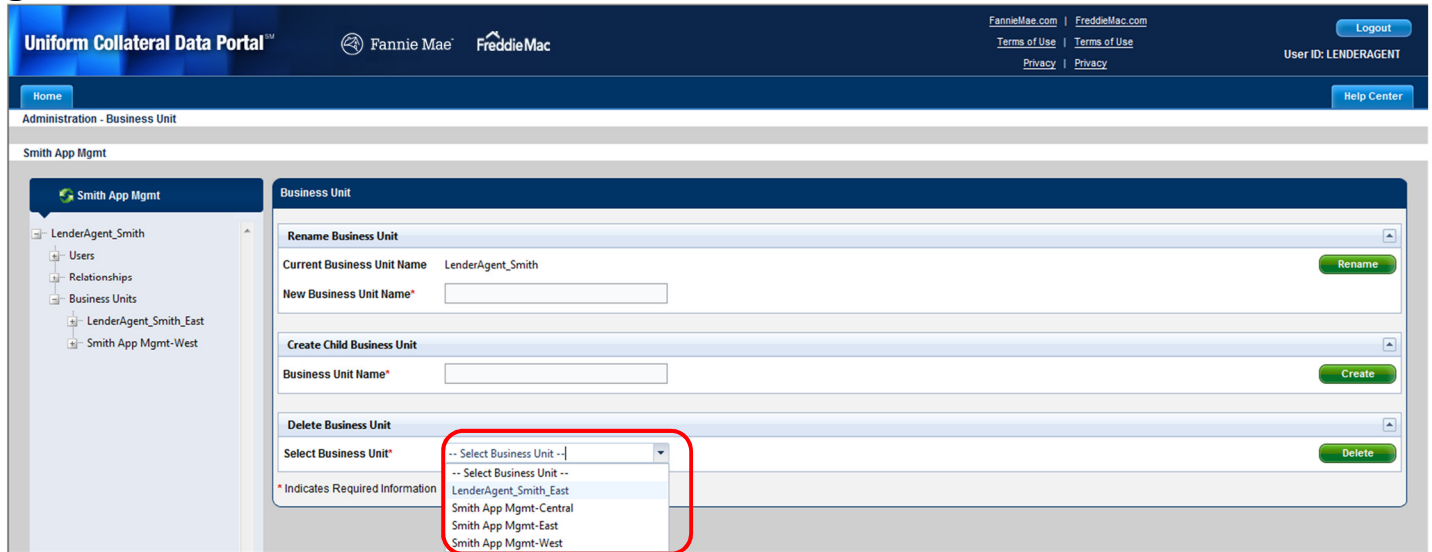 FannieMae.com | FreddieMac.com
Logout
Uniform Collateral Data Portal SM
Fannie Mae
Freddie Mac
Terms of Use | Terms of Use
User ID: LENDERAGENT
Privacy | Privacy
Home
Help Center
Administration - Business Unit
Smith App Mgmt
Smith App Mgmt
LenderAgent_Smith
Users
Relationships
Business Units
LenderAgent_Smith_East
Smith App Mgmt-West
Business Unit
Rename Business Unit
Current Business Unit Name LenderAgent_Smith
Rename
New Business Unit Name*
Create Child Business Unit
Business Unit Name*
Create
Delete Business Unit
Select Business Unit* -- Select Business Unit --
Delete
-- Select Business Unit --
LenderAgent_Smith_East
Smith App Mgmt-Central
Smith App Mgmt-East
Smith App Mgmt-West
* Indicates Required Information